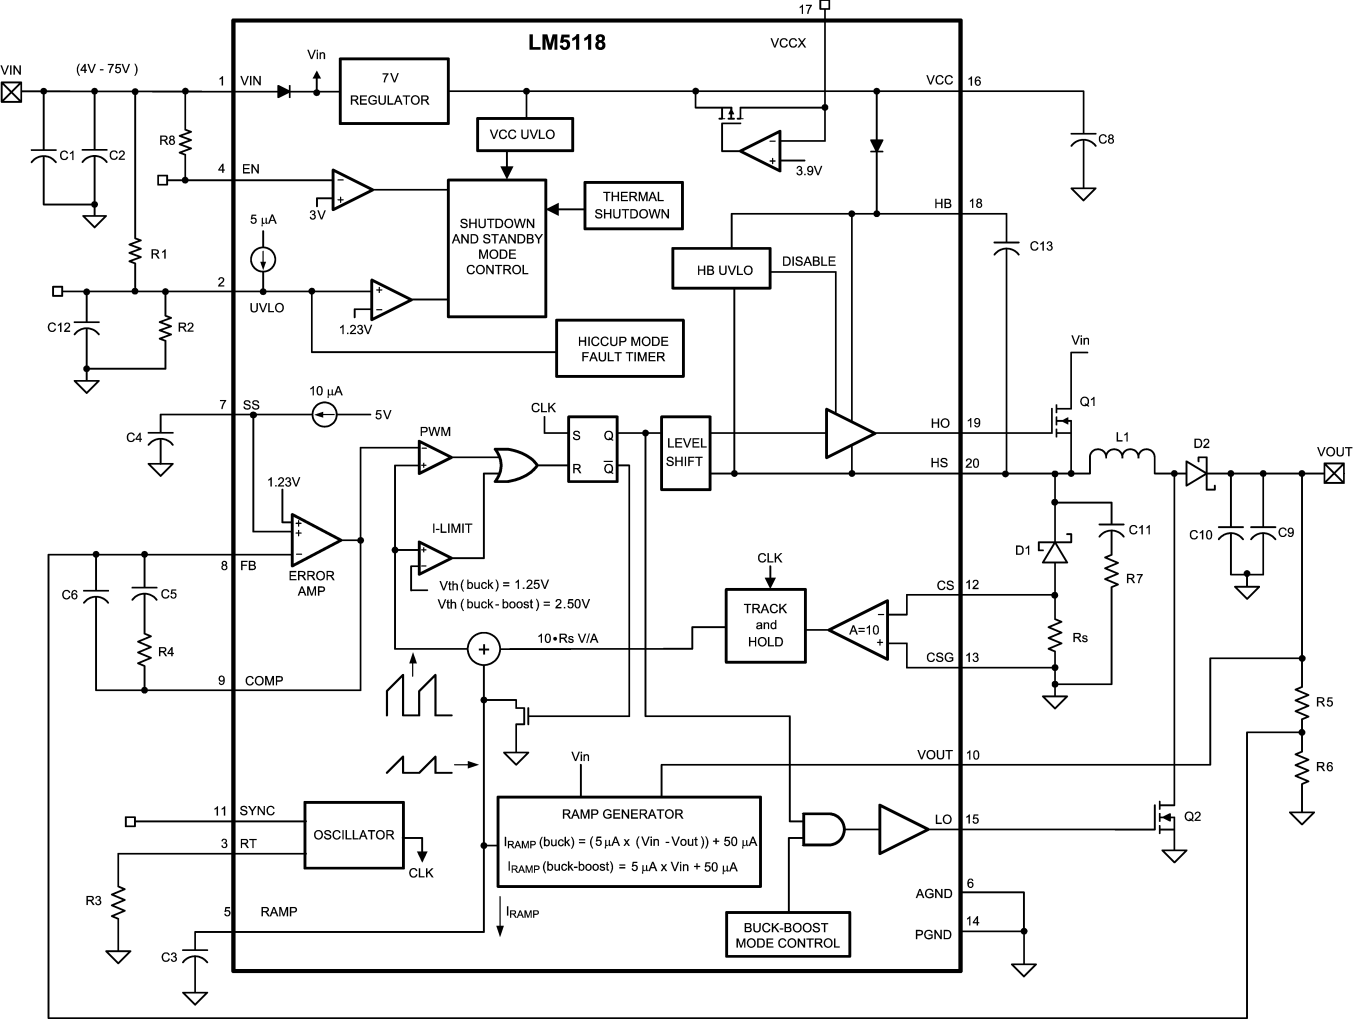 LM5118
17
VCCX
VIN
(4V - 75V )
1
VIN
Vin
7V
REGULATOR
VCC
16
C8
C1
C2
R8
4
EN
3V
VCC UVLO
−
+
3.9V
THERMAL
SHUTDOWN
SHUTDOWN
AND STANDBY
MODE
CONTROL
HB
18
C13
5 µA
R1
HB UVLO
DISABLE
2
UVLO
+
−
1.23V
C12
R2
HICCUP MODE
FAULT TIMER
Vin
Q1
7
SS
10 µA
5V
C4
CLK
S
Q
R
Q
LEVEL
SHIFT
HO
19
HS
20
L1
D2
VOUT
PWM
−
+
1.23V
+
+
−
ERROR
AMP
I-LIMIT
+
−
Vth (buck) = 1.25V
Vth (buck-boost) = 2.50V
8
FB
C6
C5
R4
9
COMP
C11
R7
D1
C10
C9
CLK
TRACK
and
HOLD
A=10
−
+
CS
12
Rs
CSG
13
+
10•Rs V/A
R5
R6
VOUT
10
Vin
RAMP GENERATOR
IRAMP (buck) = (5µA x (Vin -Vout)) + 50 µA
IRAMP (buck-boost) = 5 µA x Vin + 50 µA
IRAMP
11
SYNC
3
RT
OSCILLATOR
CLK
R3
5
RAMP
C3
LO
15
Q2
BUCK-BOOST
MODE CONTROL
AGND
6
PGND
14